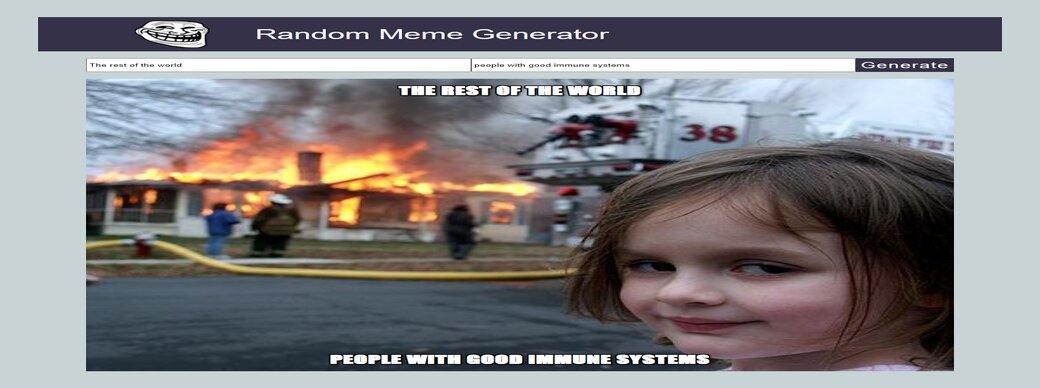 Random Meme Generator
The rest of the world
people with good immune systems
Generate
THE REST OF THE WORLD
38
PEOPLE WITH GOOD IMMUNE SYSTEMS